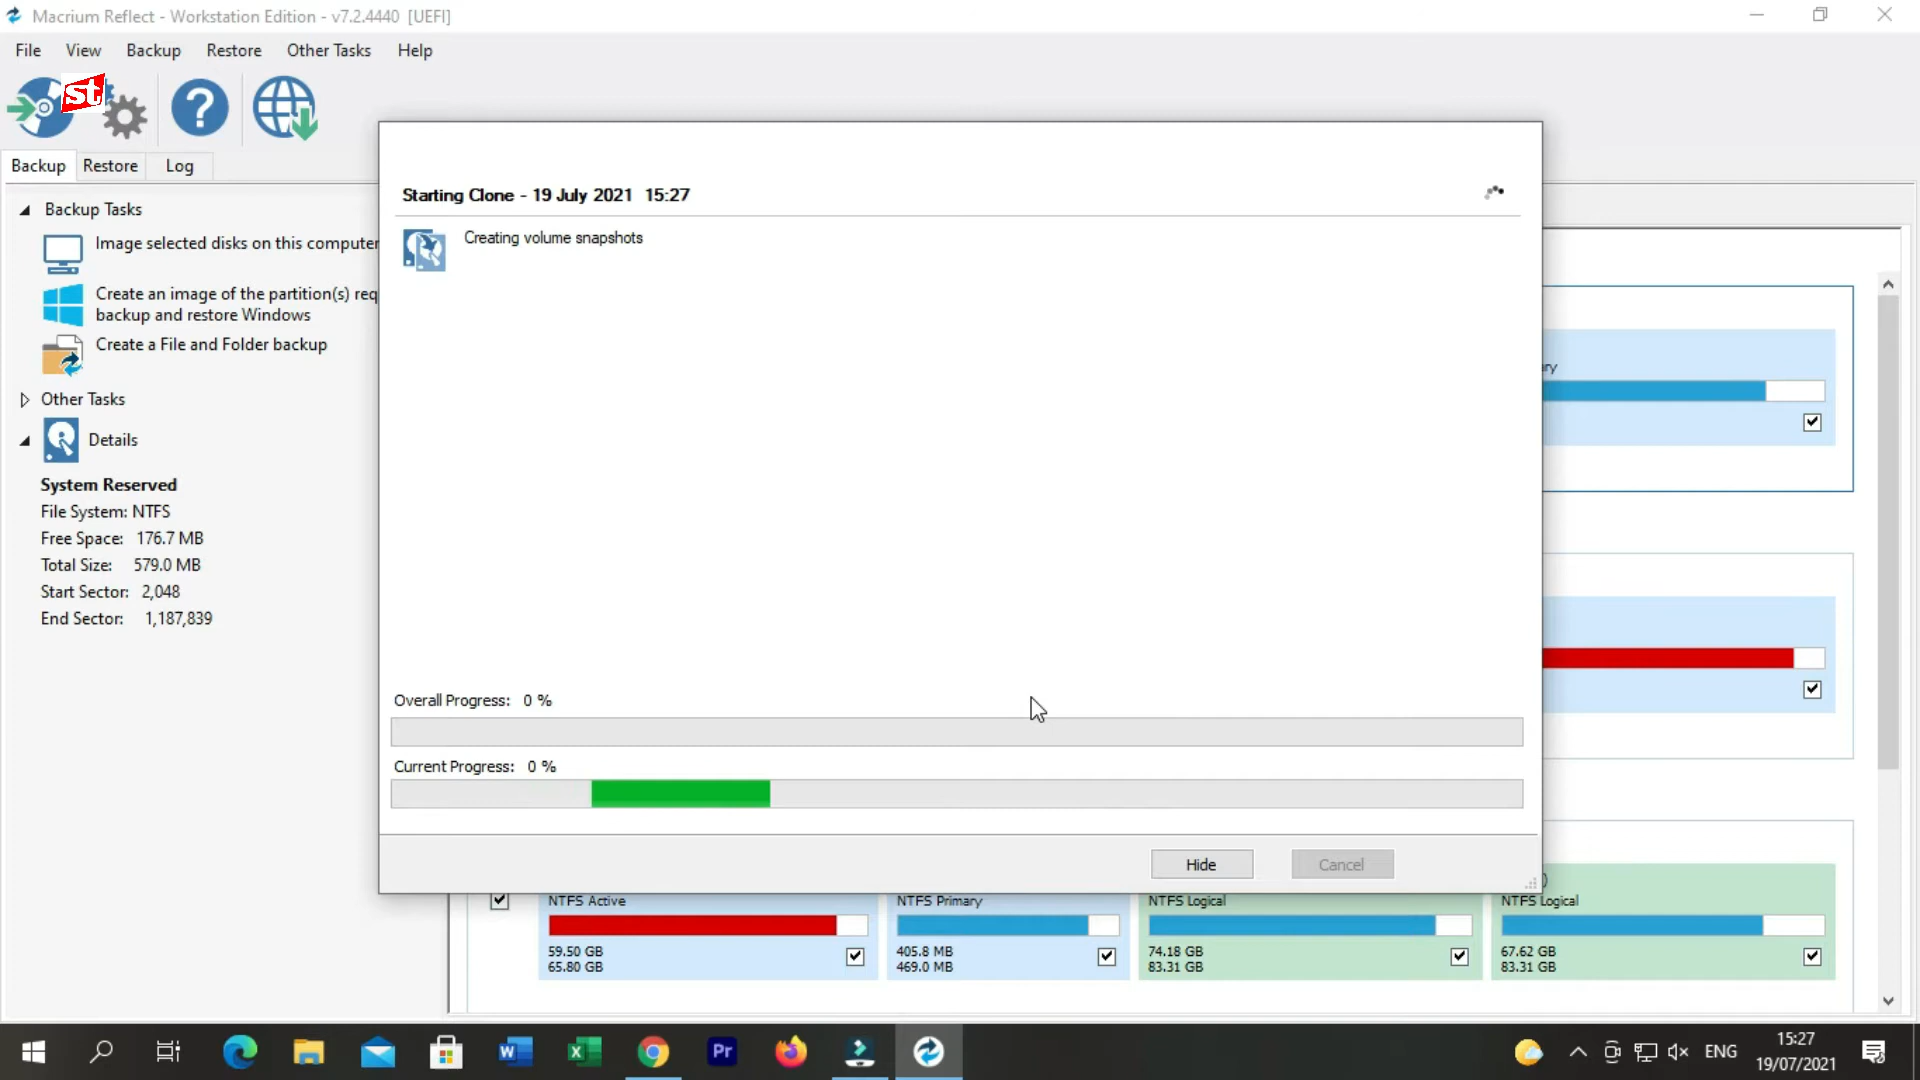 Macrium Reflect - Workstation Edition - v7.2.4440 [UEFI]
File View Backup Restore Other Tasks Help
st
Backup Restore Log
Backup Tasks
Image selected disks on this computer
Create an image of the partition(s) req
backup and restore Windows
Create a File and Folder backup
Other Tasks
Details
System Reserved
File System: NTFS
Free Space: 176.7 MB
Total Size: 579.0 MB
Start Sector: 2,048
End Sector: 1,187,839
Starting Clone - 19 July 2021 15:27
Creating volume snapshots
Overall Progress: 0 %
Current Progress: 0 %
Hide Cancel
NTFS Active NTFS Primary NTFS Logical NTFS Logical
59.50 GB 405.8 MB 74.18 GB 67.62 GB
65.80 GB 469.0 MB 83.31 GB 83.31 GB
Pr
ENG
15:27
19/07/2021